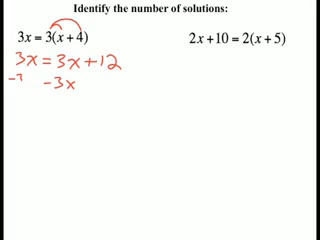 Identify the number of solutions:
3x = 3(x + 4)
2x + 10 = 2(x + 5)
3x = 3x + 12
-3x